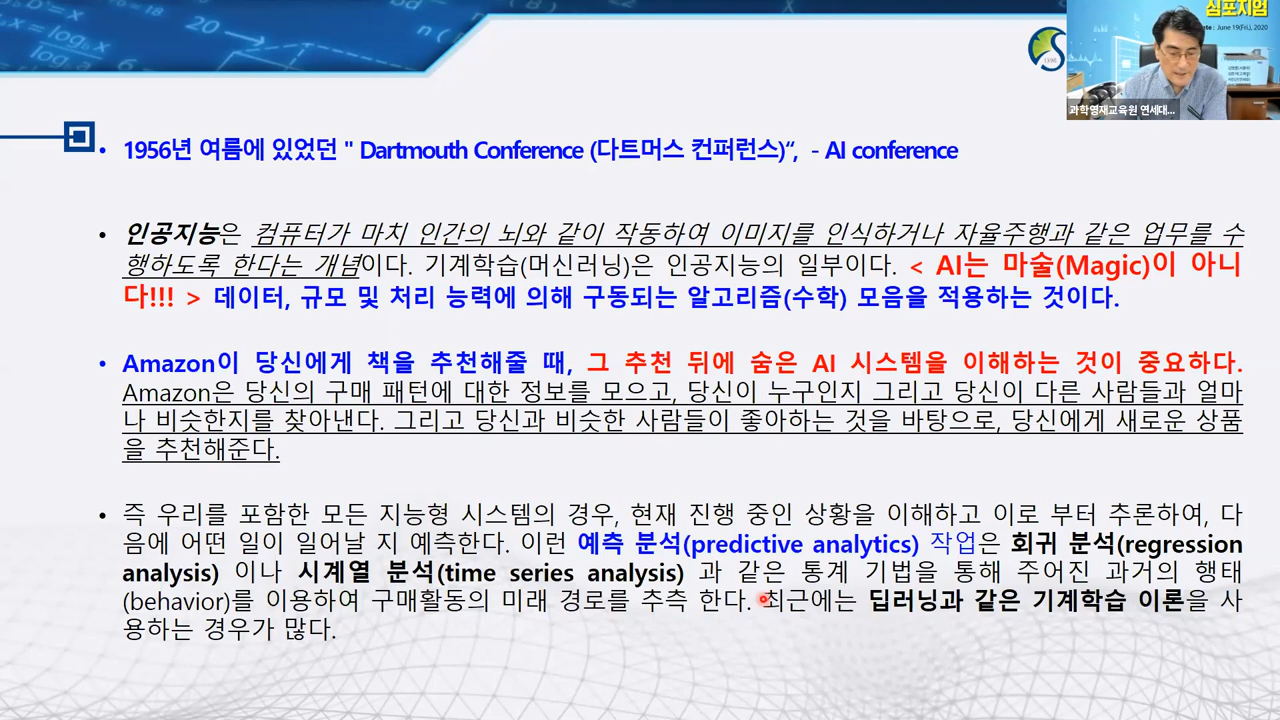 20
심포지엄
June 19(Fri.), 2020
과학영재교육원 연세대...
• 1956년 여름에 있었던 " Dartmouth Conference (다트머스 컨퍼런스)“, - AI conference
• 인공지능은 컴퓨터가 마치 인간의 뇌와 같이 작동하여 이미지를 인식하거나 자율주행과 같은 업무를 수
행하도록 한다는 개념이다. 기계학습(머신러닝)은 인공지능의 일부이다. < AI는 마술(Magic)이 아니
다!!! > 데이터, 규모 및 처리 능력에 의해 구동되는 알고리즘(수학) 모음을 적용하는 것이다.
• Amazon이 당신에게 책을 추천해줄 때, 그 추천 뒤에 숨은 AI 시스템을 이해하는 것이 중요하다.
Amazon은 당신의 구매 패턴에 대한 정보를 모으고, 당신이 누구인지 그리고 당신이 다른 사람들과 얼마
나 비슷한지를 찾아낸다. 그리고 당신과 비슷한 사람들이 좋아하는 것을 바탕으로, 당신에게 새로운 상품
을 추천해준다.
• 즉 우리를 포함한 모든 지능형 시스템의 경우, 현재 진행 중인 상황을 이해하고 이로 부터 추론하여, 다
음에 어떤 일이 일어날 지 예측한다. 이런 예측 분석(predictive analytics) 작업은 회귀 분석(regression
analysis) 이나 시계열 분석(time series analysis) 과 같은 통계 기법을 통해 주어진 과거의 행태
(behavior)를 이용하여 구매활동의 미래 경로를 추측 한다. 최근에는 딥러닝과 같은 기계학습 이론을 사
용하는 경우가 많다.